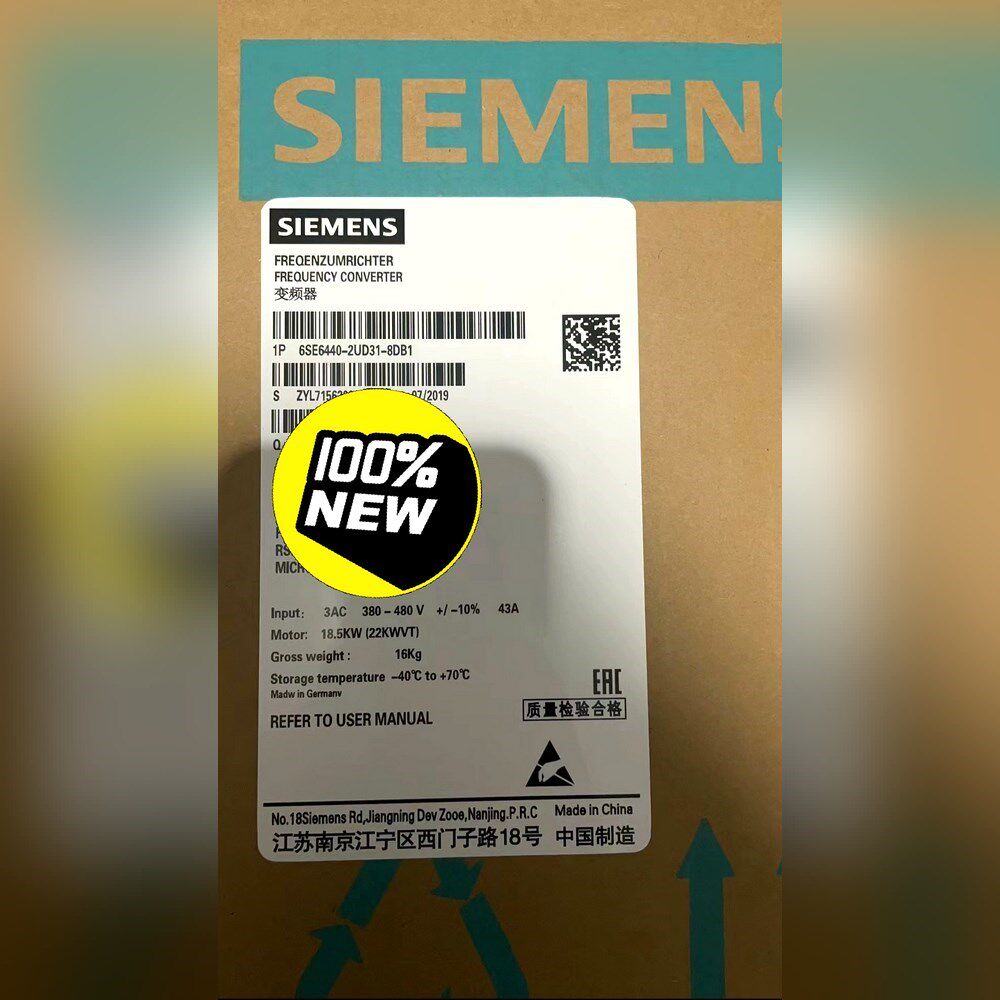 SIEMENS
SIEMENS
FREQENZUMRICHTER
FREQUENCY CONVERTER
变频器
1P 6SE6440-2UD31-8DB1
S 07/2019
100%
NEW
Input: 3AC 380-480 V +/-10% 43A
Motor: 18.5KW (22KWVT)
Gross weight: 16Kg
Storage temperature -40℃ to +70℃
Madw in Germanv
EAC
质量检验合格
REFER TO USER MANUAL
No.18Siemens Rd,Jiangning Dev Zooe,Nanjing.P.R.C Made in China
江苏南京江宁区西门子路18号 中国制造